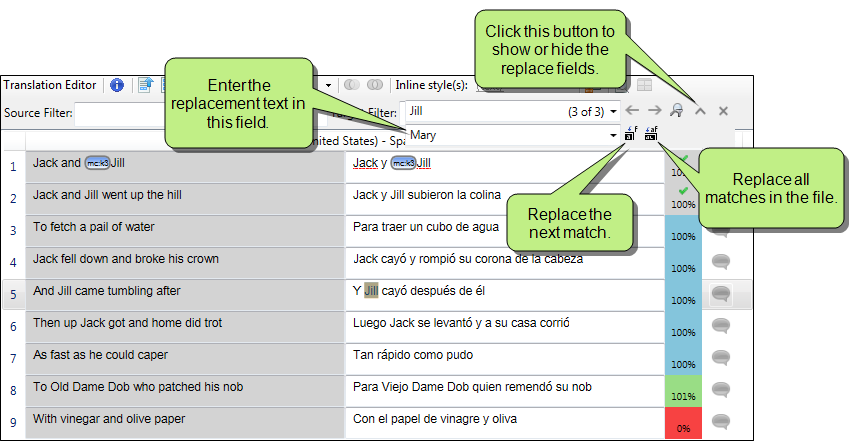 Click this button to
show or hide the
replace fields.
Translation Editor
Inline style(s):
Enter the
replacement text in
this field.
Source Filter:
Filter:
Jill
(3 of 3)
Mary
nited States) - Spa
Replace the
next match.
Replace all
matches in the file.
1
Jack and mc:k3 Jill
Jack y mc:k3 Jill
100%
2
Jack and Jill went up the hill
Jack y Jill subieron la colina
100%
3
To fetch a pail of water
Para traer un cubo de agua
100%
4
Jack fell down and broke his crown
Jack cayó y rompió su corona de la cabeza
100%
5
And Jill came tumbling after
Y Jill cayó después de él
100%
6
Then up Jack got and home did trot
Luego Jack se levantó y a su casa corrió
100%
7
As fast as he could caper
Tan rápido como pudo
100%
8
To Old Dame Dob who patched his nob
Para Viejo Dame Dob quien remendó su nob
101%
9
With vinegar and olive paper
Con el papel de vinagre y oliva
0%